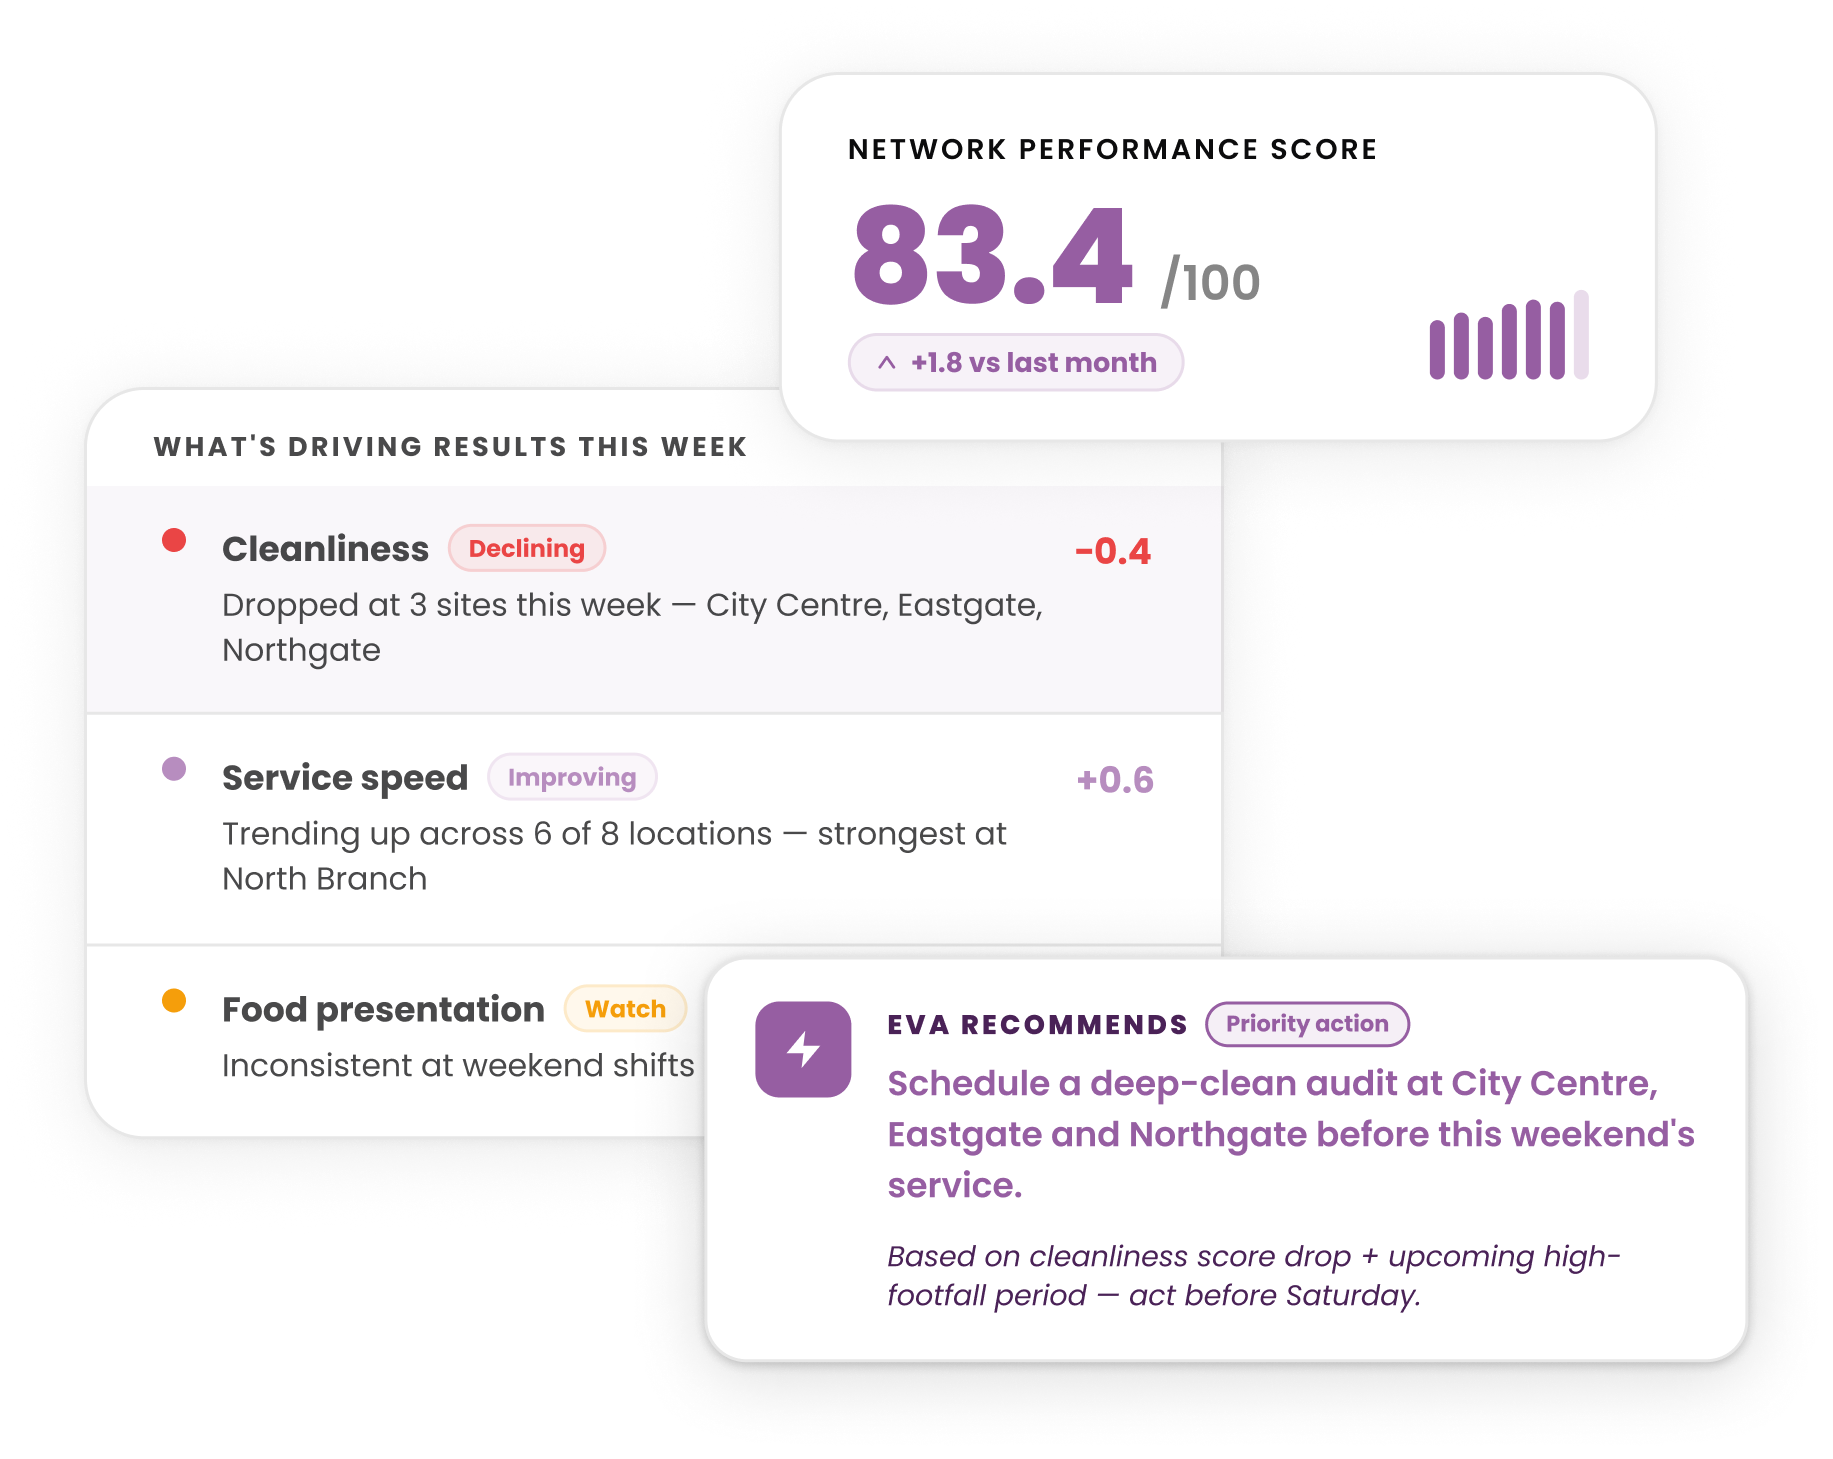 NETWORK PERFORMANCE SCORE
83.4 /100
+1.8 vs last month
WHAT'S DRIVING RESULTS THIS WEEK
Cleanliness Declining -0.4
Dropped at 3 sites this week — City Centre, Eastgate,
Northgate
Service speed Improving +0.6
Trending up across 6 of 8 locations — strongest at
North Branch
Food presentation Watch
Inconsistent at weekend shifts
EVA RECOMMENDS Priority action
Schedule a deep-clean audit at City Centre,
Eastgate and Northgate before this weekend's
service.
Based on cleanliness score drop + upcoming high-
footfall period — act before Saturday.